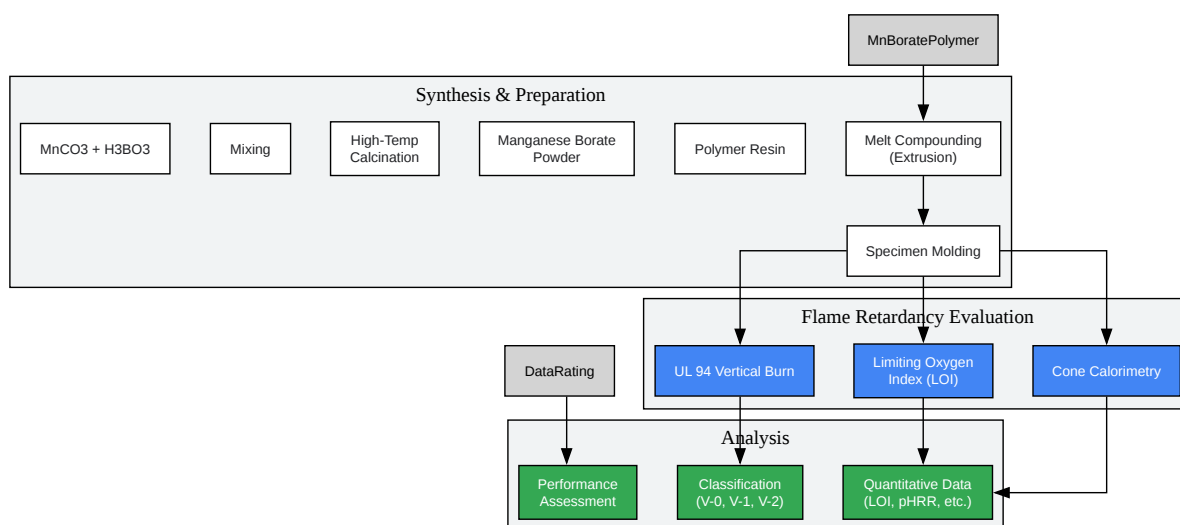 MnBoratePolymer
Synthesis & Preparation
MnCO3 + H3BO3
Mixing
High-Temp
Calcination
Manganese Borate
Powder
Polymer Resin
Melt Compounding
(Extrusion)
Specimen Molding
Flame Retardancy Evaluation
DataRating
UL 94 Vertical Burn
Limiting Oxygen
Index (LOI)
Cone Calorimetry
Analysis
Performance
Assessment
Classification
(V-0, V-1, V-2)
Quantitative Data
(LOI, pHRR, etc.)